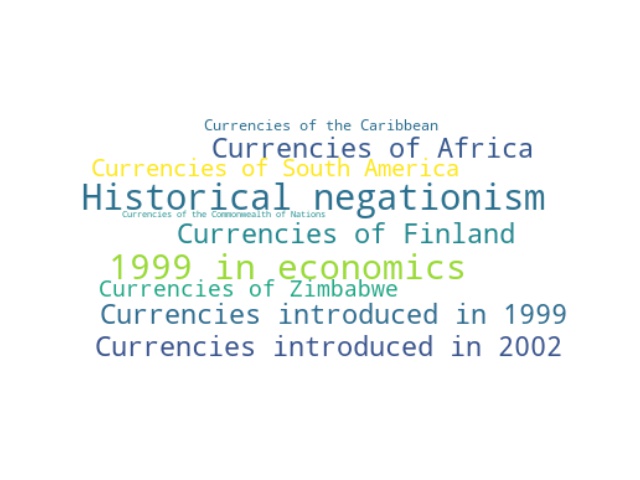 Currencies of the Caribbean
Currencies of Africa
Currencies of South America
Historical negationism
Currencies of the Commonwealth of Nations
Currencies of Finland
1999 in economics
Currencies of Zimbabwe
Currencies introduced in 1999
Currencies introduced in 2002